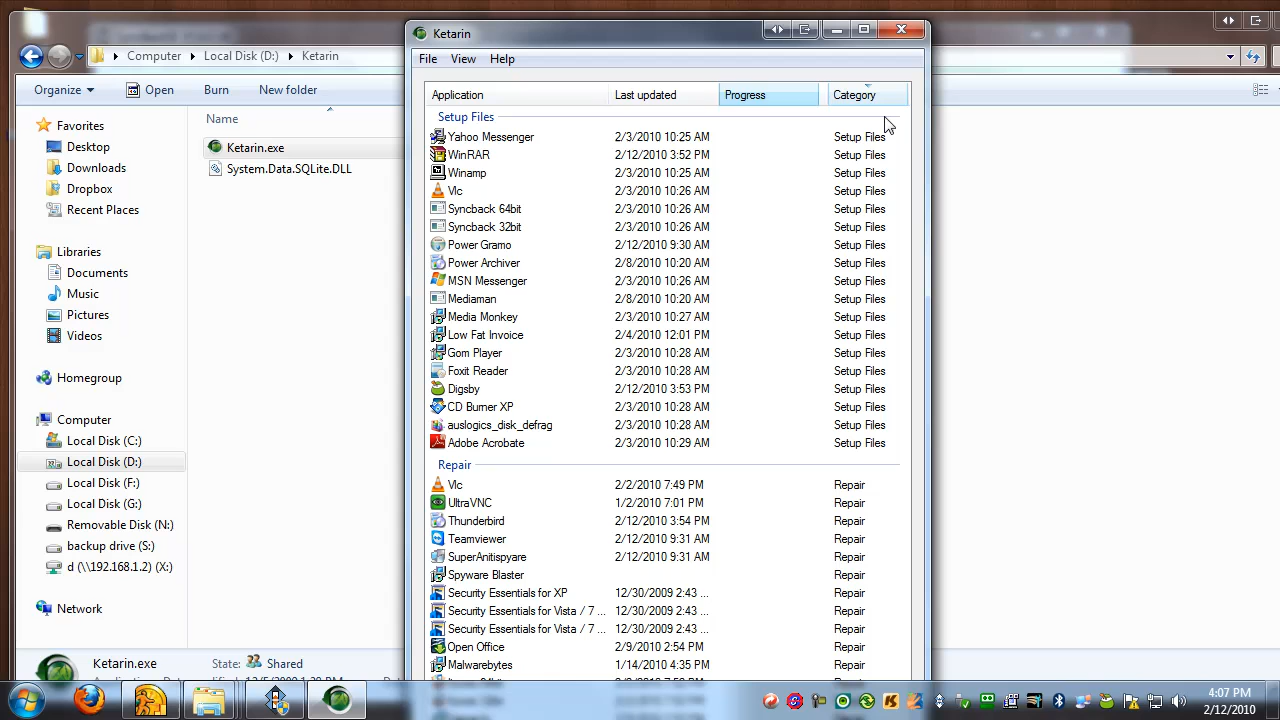 Ketarin
Computer Local Disk (D:) Ketarin
File View Help
Organize Open Burn New folder
Application Last updated Progress Category
Name
Setup Files
Favorites
Desktop
Downloads
Dropbox
Recent Places
Libraries
Documents
Music
Pictures
Videos
Homegroup
Computer
Local Disk (C:)
Local Disk (D:)
Local Disk (F:)
Local Disk (G:)
Removable Disk (N:)
backup drive (S:)
d (\\192.168.1.2) (X:)
Network
Ketarin.exe
System.Data.SQLite.DLL
Yahoo Messenger 2/3/2010 10:25 AM Setup Files
WinRAR 2/12/2010 3:52 PM Setup Files
Winamp 2/3/2010 10:25 AM Setup Files
Vlc 2/3/2010 10:26 AM Setup Files
Syncback 64bit 2/3/2010 10:26 AM Setup Files
Syncback 32bit 2/3/2010 10:26 AM Setup Files
Power Gramo 2/12/2010 9:30 AM Setup Files
Power Archiver 2/8/2010 10:20 AM Setup Files
MSN Messenger 2/3/2010 10:26 AM Setup Files
Mediaman 2/8/2010 10:20 AM Setup Files
Media Monkey 2/3/2010 10:27 AM Setup Files
Low Fat Invoice 2/4/2010 12:01 PM Setup Files
Gom Player 2/3/2010 10:28 AM Setup Files
Foxit Reader 2/3/2010 10:28 AM Setup Files
Digsby 2/12/2010 3:53 PM Setup Files
CD Burner XP 2/3/2010 10:28 AM Setup Files
auslogics_disk_defrag 2/3/2010 10:28 AM Setup Files
Adobe Acrobate 2/3/2010 10:29 AM Setup Files
Repair
Vlc 2/2/2010 7:49 PM Repair
UltraVNC 1/2/2010 7:01 PM Repair
Thunderbird 2/12/2010 3:54 PM Repair
Teamviewer 2/12/2010 9:31 AM Repair
SuperAnitispyare 2/12/2010 9:31 AM Repair
Spyware Blaster Repair
Security Essentials for XP 12/30/2009 2:43 ... Repair
Security Essentials for Vista / 7 ... 12/30/2009 2:43 ... Repair
Security Essentials for Vista / 7 ... 12/30/2009 2:43 ... Repair
Open Office 2/9/2010 2:54 PM Repair
Malwarebytes 1/14/2010 4:35 PM Repair
Ketarin.exe State: Shared
4:07 PM
2/12/2010